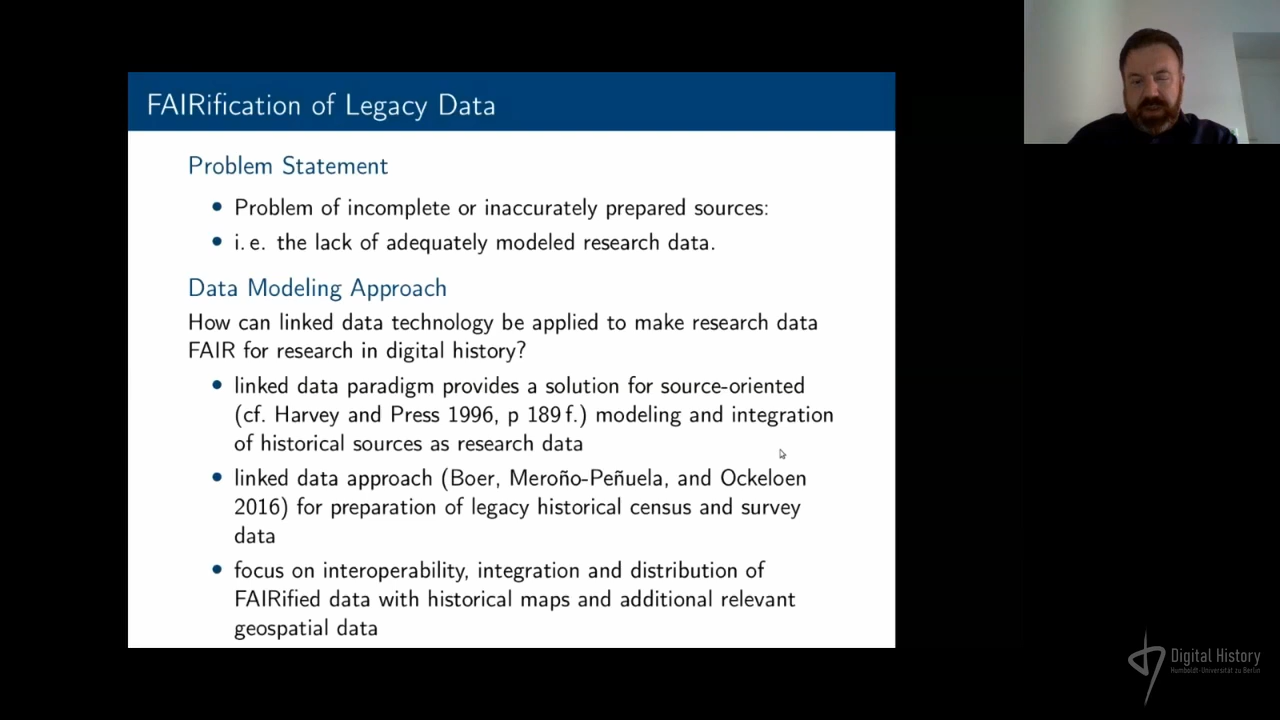 FAIRification of Legacy Data
Problem Statement
• Problem of incomplete or inaccurately prepared sources:
• i. e. the lack of adequately modeled research data.
Data Modeling Approach
How can linked data technology be applied to make research data
FAIR for research in digital history?
• linked data paradigm provides a solution for source-oriented
(cf. Harvey and Press 1996, p 189 f.) modeling and integration
of historical sources as research data
• linked data approach (Boer, Meroño-Peñuela, and Ockeloen
2016) for preparation of legacy historical census and survey
data
• focus on interoperability, integration and distribution of
FAIRified data with historical maps and additional relevant
geospatial data
Digital History
Humboldt-Universität zu Berlin